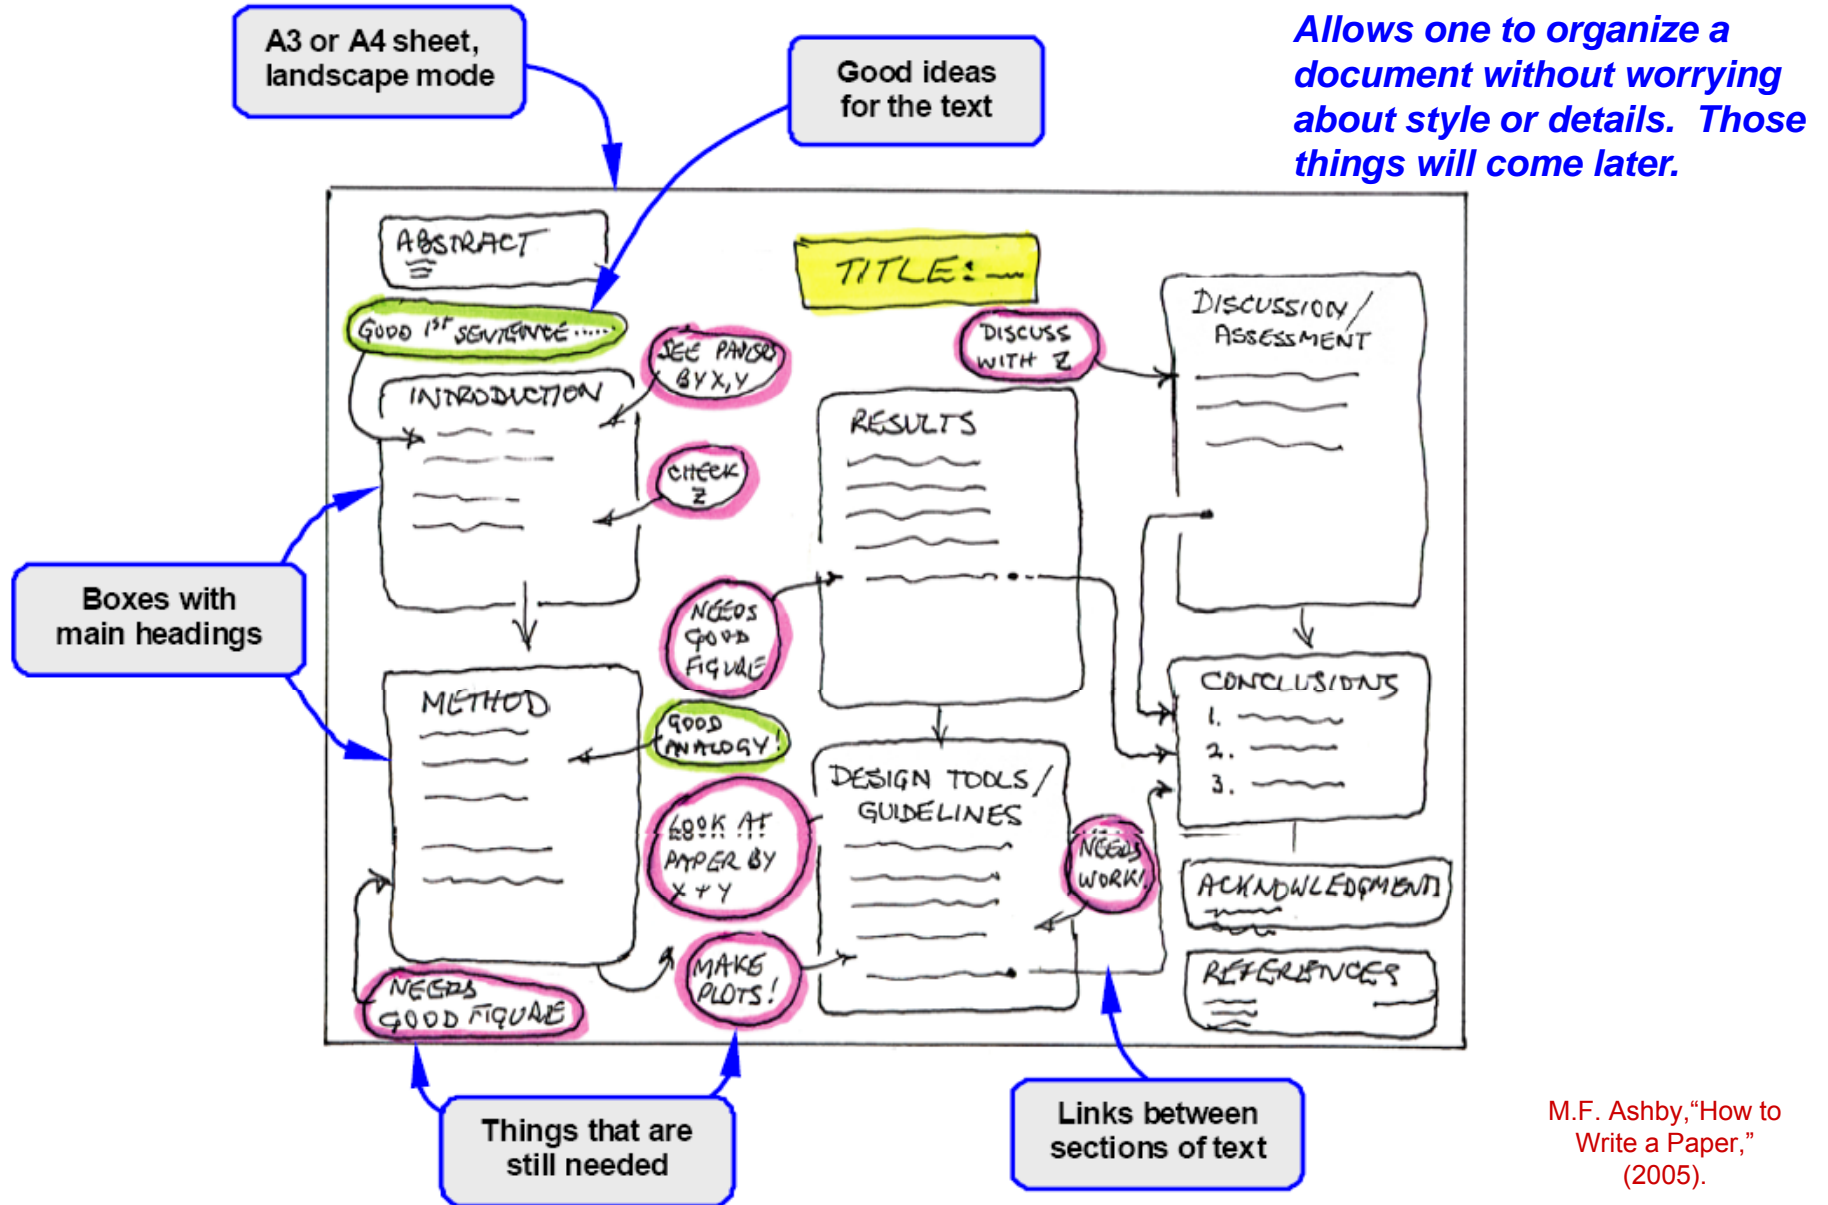 A3 or A4 sheet,
landscape mode
Good ideas
for the text
Allows one to organize a
document without worrying
about style or details. Those
things will come later.
ABSTRACT
TITLE:
GOOD 1ST SENTENCE .....
SEE PAPERS
BY X, Y
DISCUSS
WITH Z
DISCUSSION/
ASSESSMENT
INTRODUCTION
CHECK
Z
RESULTS
Boxes with
main headings
NEEDS
GOOD
FIGURE
METHOD
GOOD
ANALOGY!
CONCLUSIONS
1.
2.
3.
LOOK AT
PAPER BY
X + Y
DESIGN TOOLS/
GUIDELINES
NEEDS
WORK!
ACKNOWLEDGMENTS
NEEDS
GOOD FIGURE
MAKE
PLOTS!
REFERENCES
Things that are
still needed
Links between
sections of text
M.F. Ashby,“How to
Write a Paper,”
(2005).